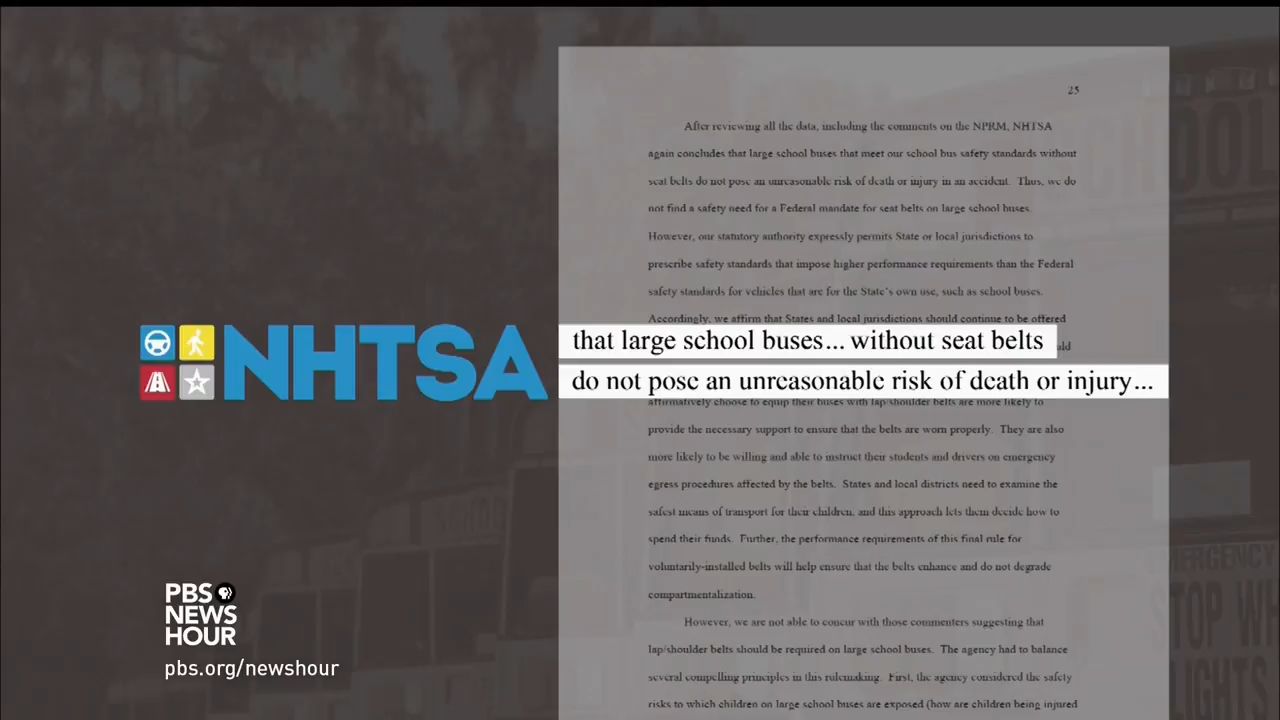 25
After reviewing all the data, including the comments on the NPRM, NHTSA
again concludes that large school buses that meet our school bus safety standards without
seat belts do not pose an unreasonable risk of death or injury in an accident. Thus, we do
not find a safety need for a Federal mandate for seat belts on large school buses.
However, our statutory authority expressly permits State or local jurisdictions to
prescribe safety standards that impose higher performance requirements than the Federal
safety standards for vehicles that are for the State's own use, such as school buses.
Accordingly, we affirm that States and local jurisdictions should continue to be offered
NHTSA
that large school buses... without seat belts
do not pose an unreasonable risk of death or injury...
affirmatively choose to equip their buses with lap/shoulder belts are more likely to
provide the necessary support to ensure that the belts are worn properly. They are also
more likely to be willing and able to instruct their students and drivers on emergency
egress procedures affected by the belts. States and local districts need to examine the
safest means of transport for their children, and this approach lets them decide how to
spend their funds. Further, the performance requirements of this final rule for
voluntarily-installed belts will help ensure that the belts enhance and do not degrade
compartmentalization.
However, we are not able to concur with those commenters suggesting that
lap/shoulder belts should be required on large school buses. The agency had to balance
several compelling principles in this rulemaking. First, the agency considered the safety
risks to which children on large school buses are exposed (how are children being injured
PBS
NEWS
HOUR
pbs.org/newshour
EMERGENCY
STOP WH
LIGHTS